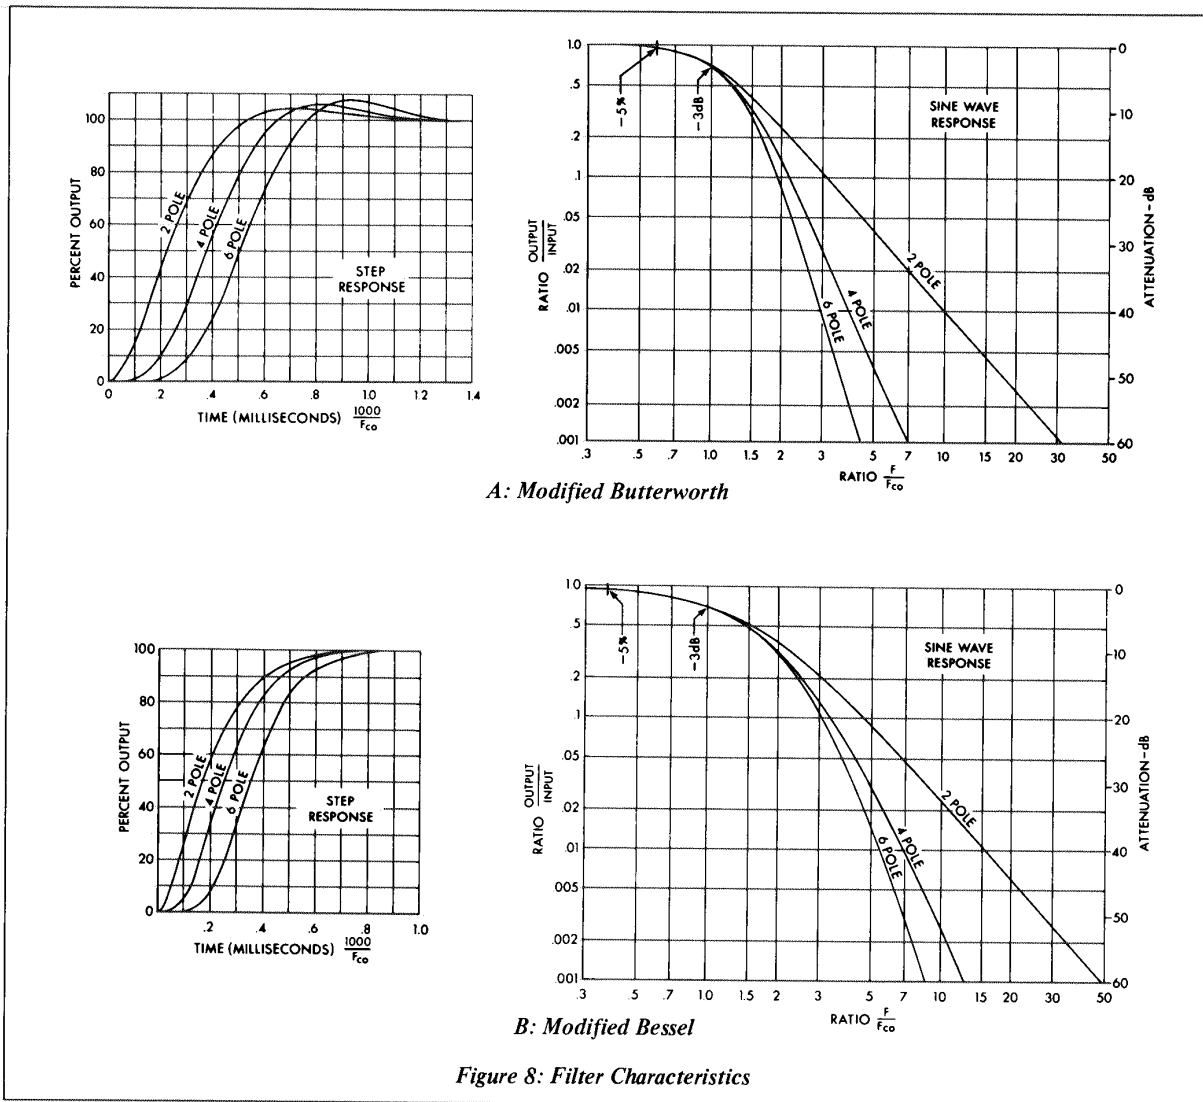 PERCENT OUTPUT
100
80
60
40
20
0
2 POLE
4 POLE
6 POLE
STEP
RESPONSE
0 .2 .4 .6 .8 1.0 1.2 1.4
TIME (MILLISECONDS) 1000
Fco
RATIO OUTPUT
INPUT
1.0
.5
.2
.1
.05
.02
.01
.005
.002
.001
-5%
-3dB
SINE WAVE
RESPONSE
2 POLE
4 POLE
6 POLE
0
-10
20
30
40
-50
-60
ATTENUATION-dB
.3 .5 .7 1.0 1.5 2 3 5 7 10 15 20 30 50
RATIO F
Fco
A: Modified Butterworth
PERCENT OUTPUT
100
80
60
40
20
0
2 POLE
4 POLE
6 POLE
STEP
RESPONSE
.2 .4 .6 .8 1.0
TIME (MILLISECONDS) 1000
Fco
RATIO OUTPUT
INPUT
1.0
.5
.2
.1
.05
.02
.01
.005
.002
.001
-5%
-3dB
SINE WAVE
RESPONSE
2 POLE
4 POLE
6 POLE
0
-10
20
-30
40
-50
-60
ATTENUATION-dB
.3 .5 .7 1.0 1.5 2 3 5 7 10 15 20 30 50
RATIO F
Fco
B: Modified Bessel
Figure 8: Filter Characteristics